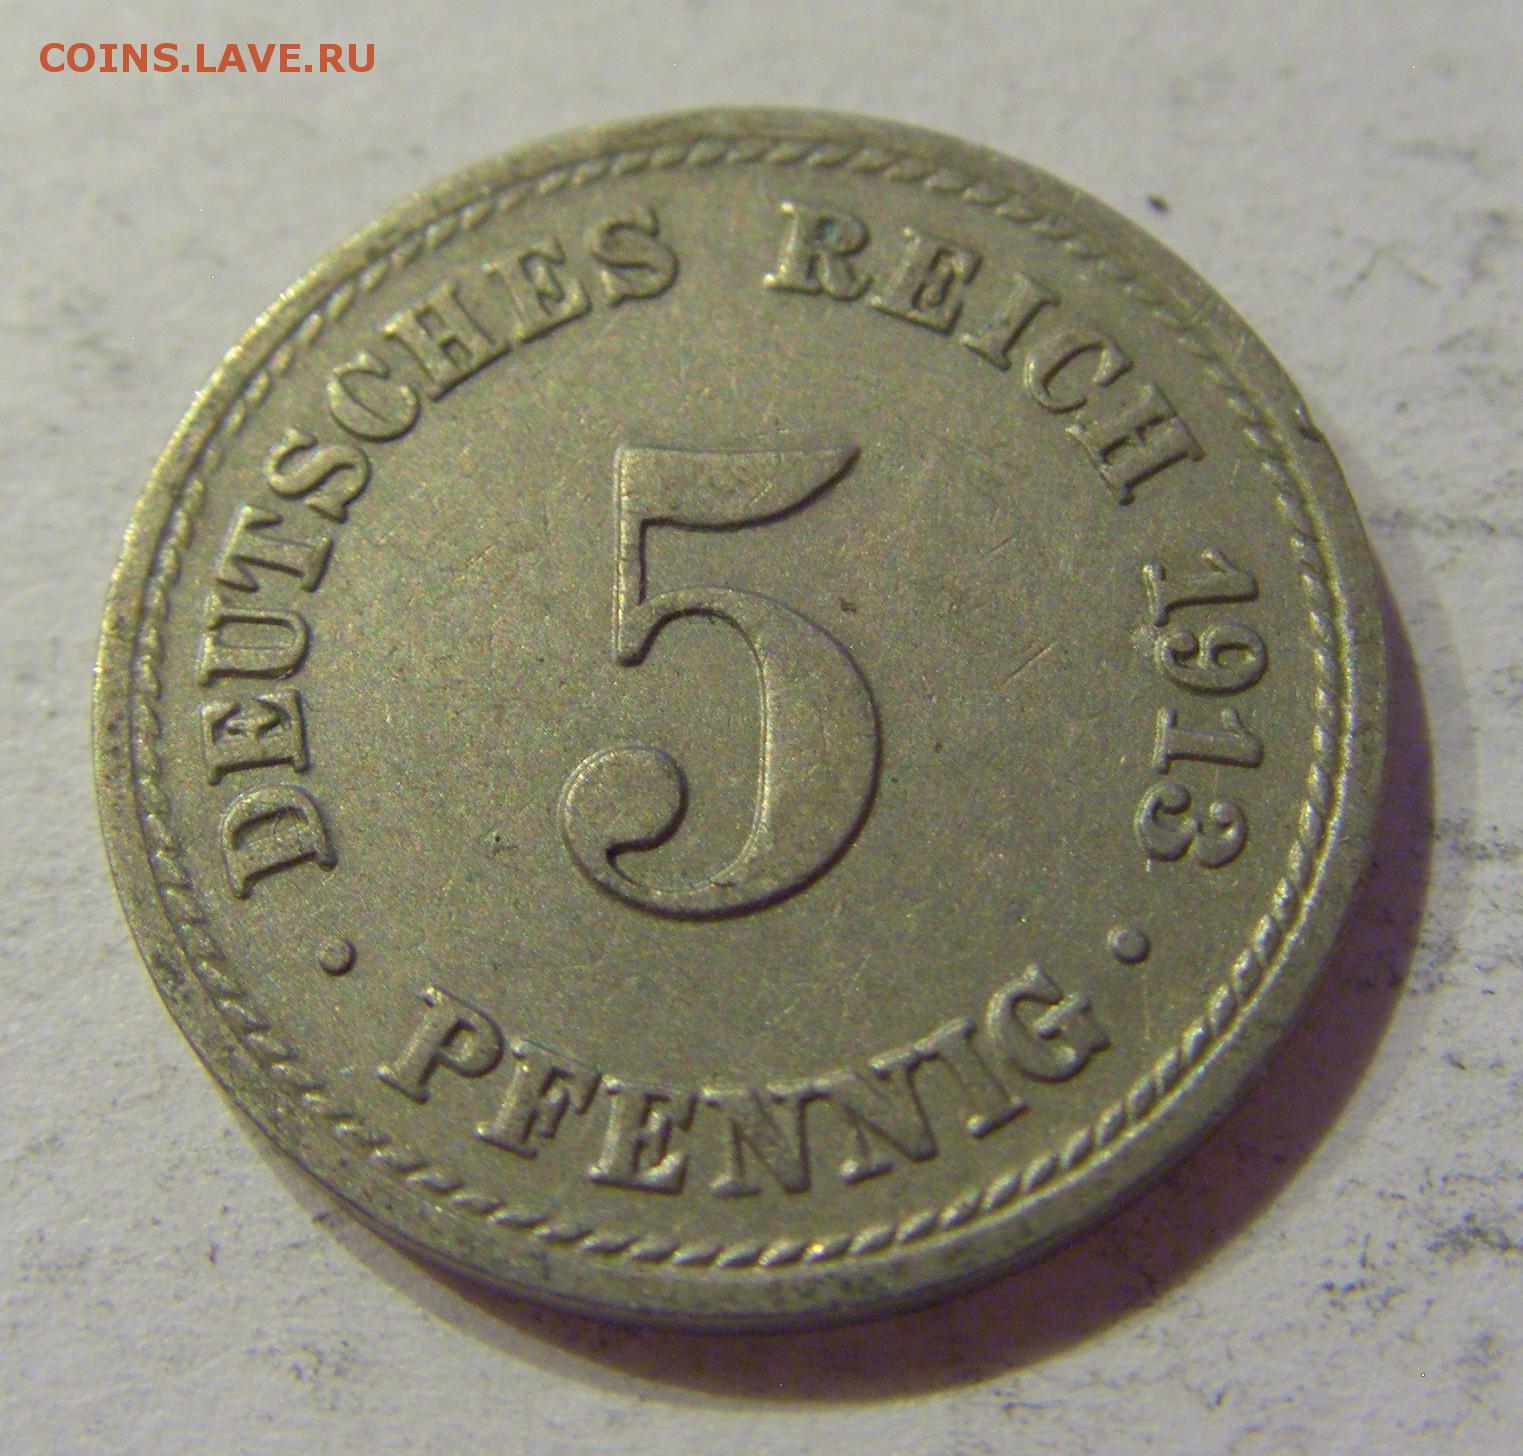 COINS.LAVE.RU
DEUTSCHES REICH 1913
5
· PFENNIG ·